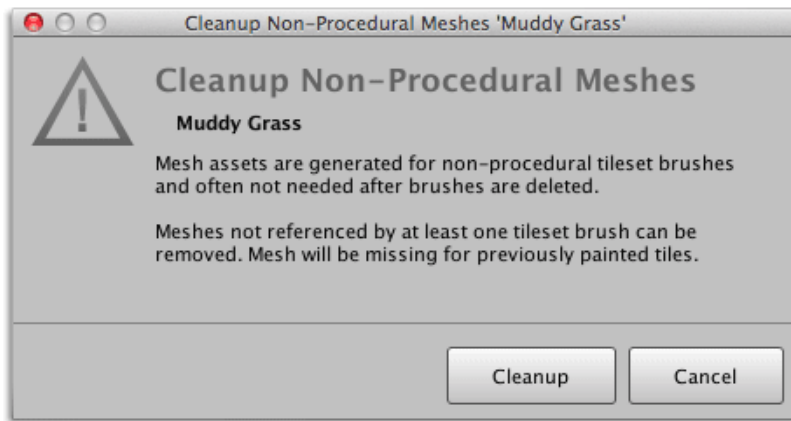 Cleanup Non-Procedural Meshes 'Muddy Grass'
Cleanup Non-Procedural Meshes
Muddy Grass
Mesh assets are generated for non-procedural tileset brushes
and often not needed after brushes are deleted.
Meshes not referenced by at least one tileset brush can be
removed. Mesh will be missing for previously painted tiles.
Cleanup
Cancel